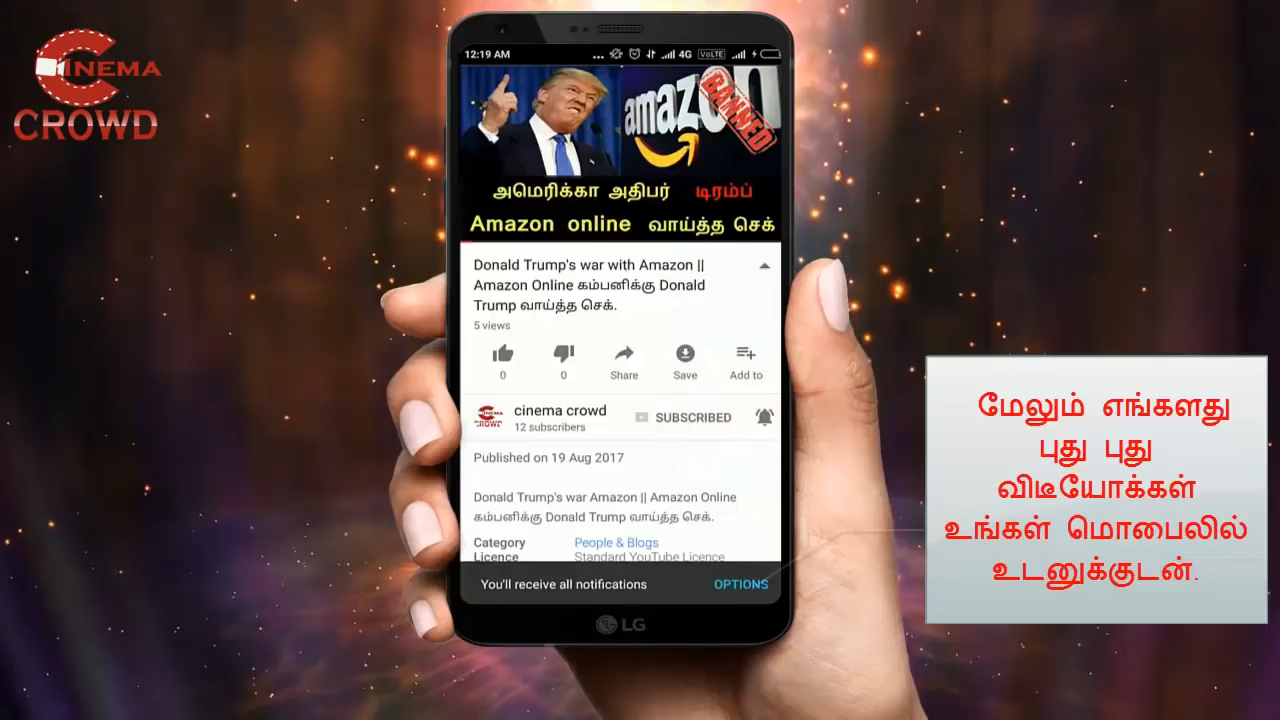 CINEMA
CROWD
12:19 AM
... 4G VoLTE
amazon
BANNED
அமெரிக்கா அதிபர் டிரம்ப்
Amazon online வாய்த்த செக்
Donald Trump's war with Amazon ||
Amazon Online கம்பனிக்கு Donald
Trump வாய்த்த செக்.
5 views
0 0 Share Save Add to
CINEMA
CROWD
cinema crowd
SUBSCRIBED
12 subscribers
Published on 19 Aug 2017
Donald Trump's war Amazon || Amazon Online
கம்பனிக்கு Donald Trump வாய்த்த செக்.
Category People & Blogs
Licence Standard YouTube Licence
You'll receive all notifications OPTIONS
LG
மேலும் எங்களது
புது புது
விடீயோக்கள்
உங்கள் மொபைலில்
உடனுக்குடன்.